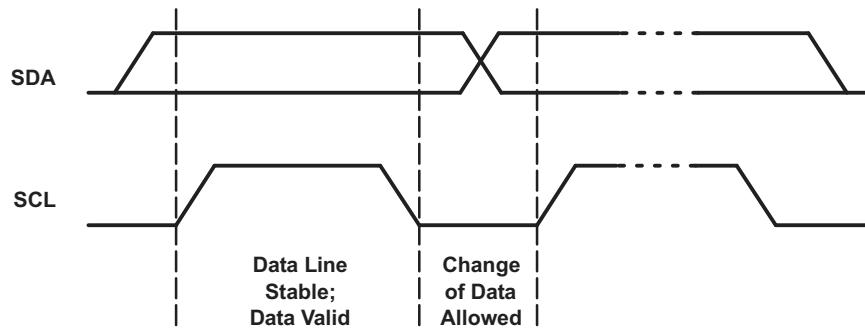 SDA
SCL
Data Line
Stable;
Data Valid
Change
of Data
Allowed